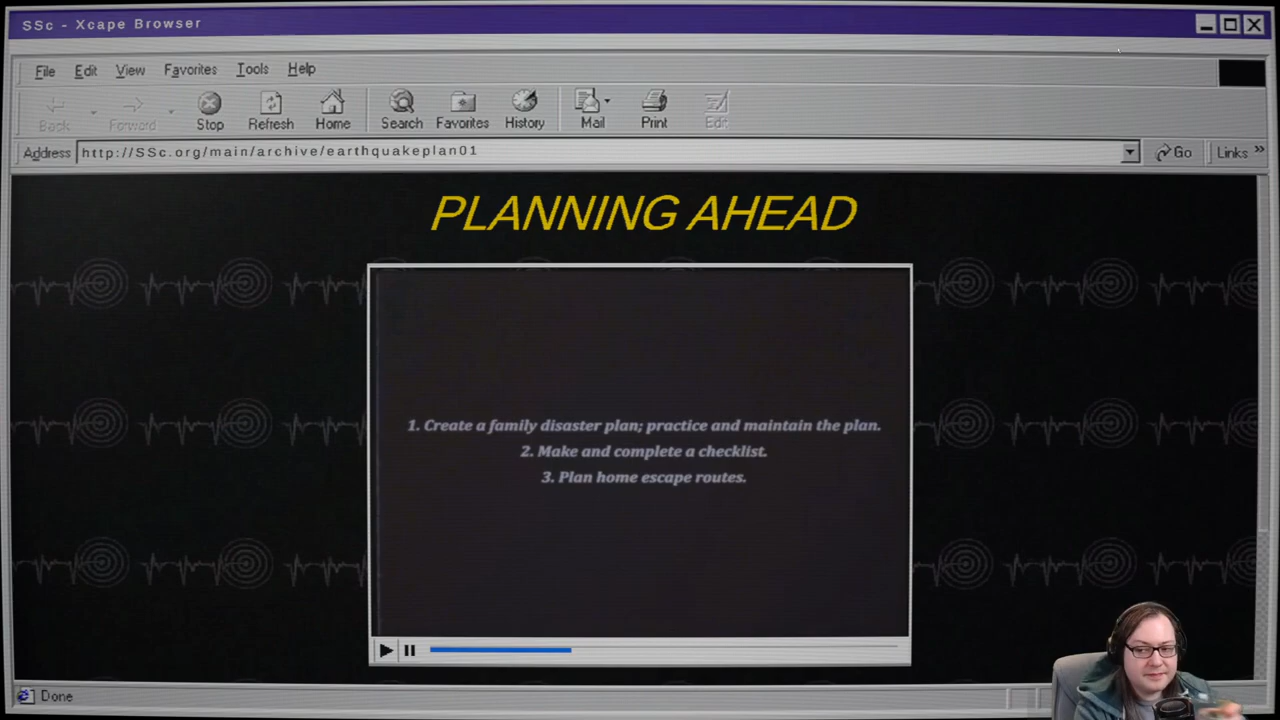 SSc - Xcape Browser
File Edit View Favorites Tools Help
Back Forward Stop Refresh Home Search Favorites History Mail Print Edit
Address http://SSc.org/main/archive/earthquakeplan01 Go Links »
PLANNING AHEAD
1. Create a family disaster plan; practice and maintain the plan.
2. Make and complete a checklist.
3. Plan home escape routes.
Done